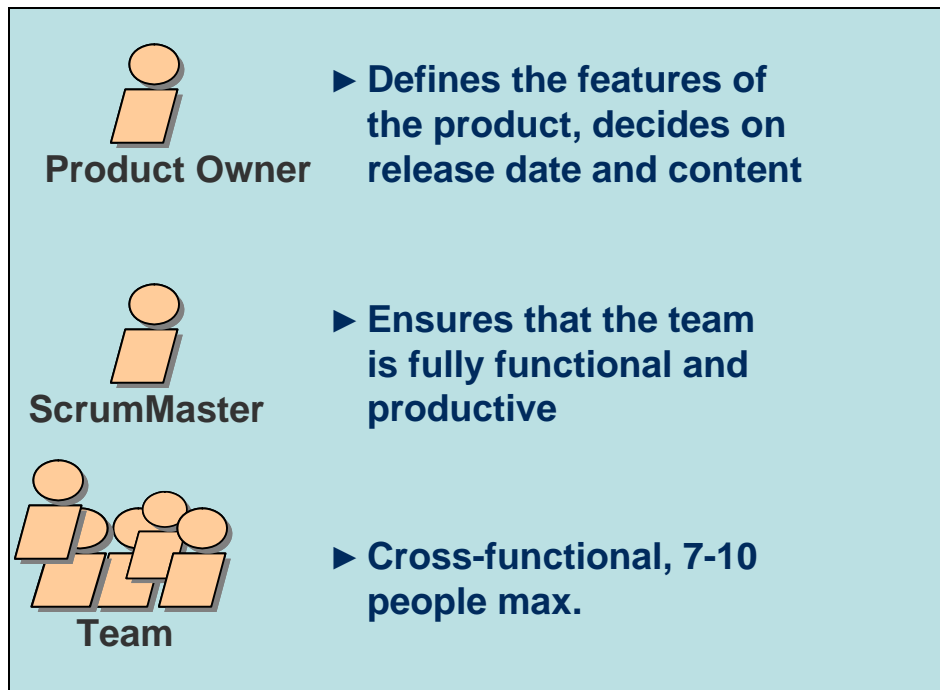 Product Owner
► Defines the features of
the product, decides on
release date and content
ScrumMaster
► Ensures that the team
is fully functional and
productive
Team
► Cross-functional, 7-10
people max.